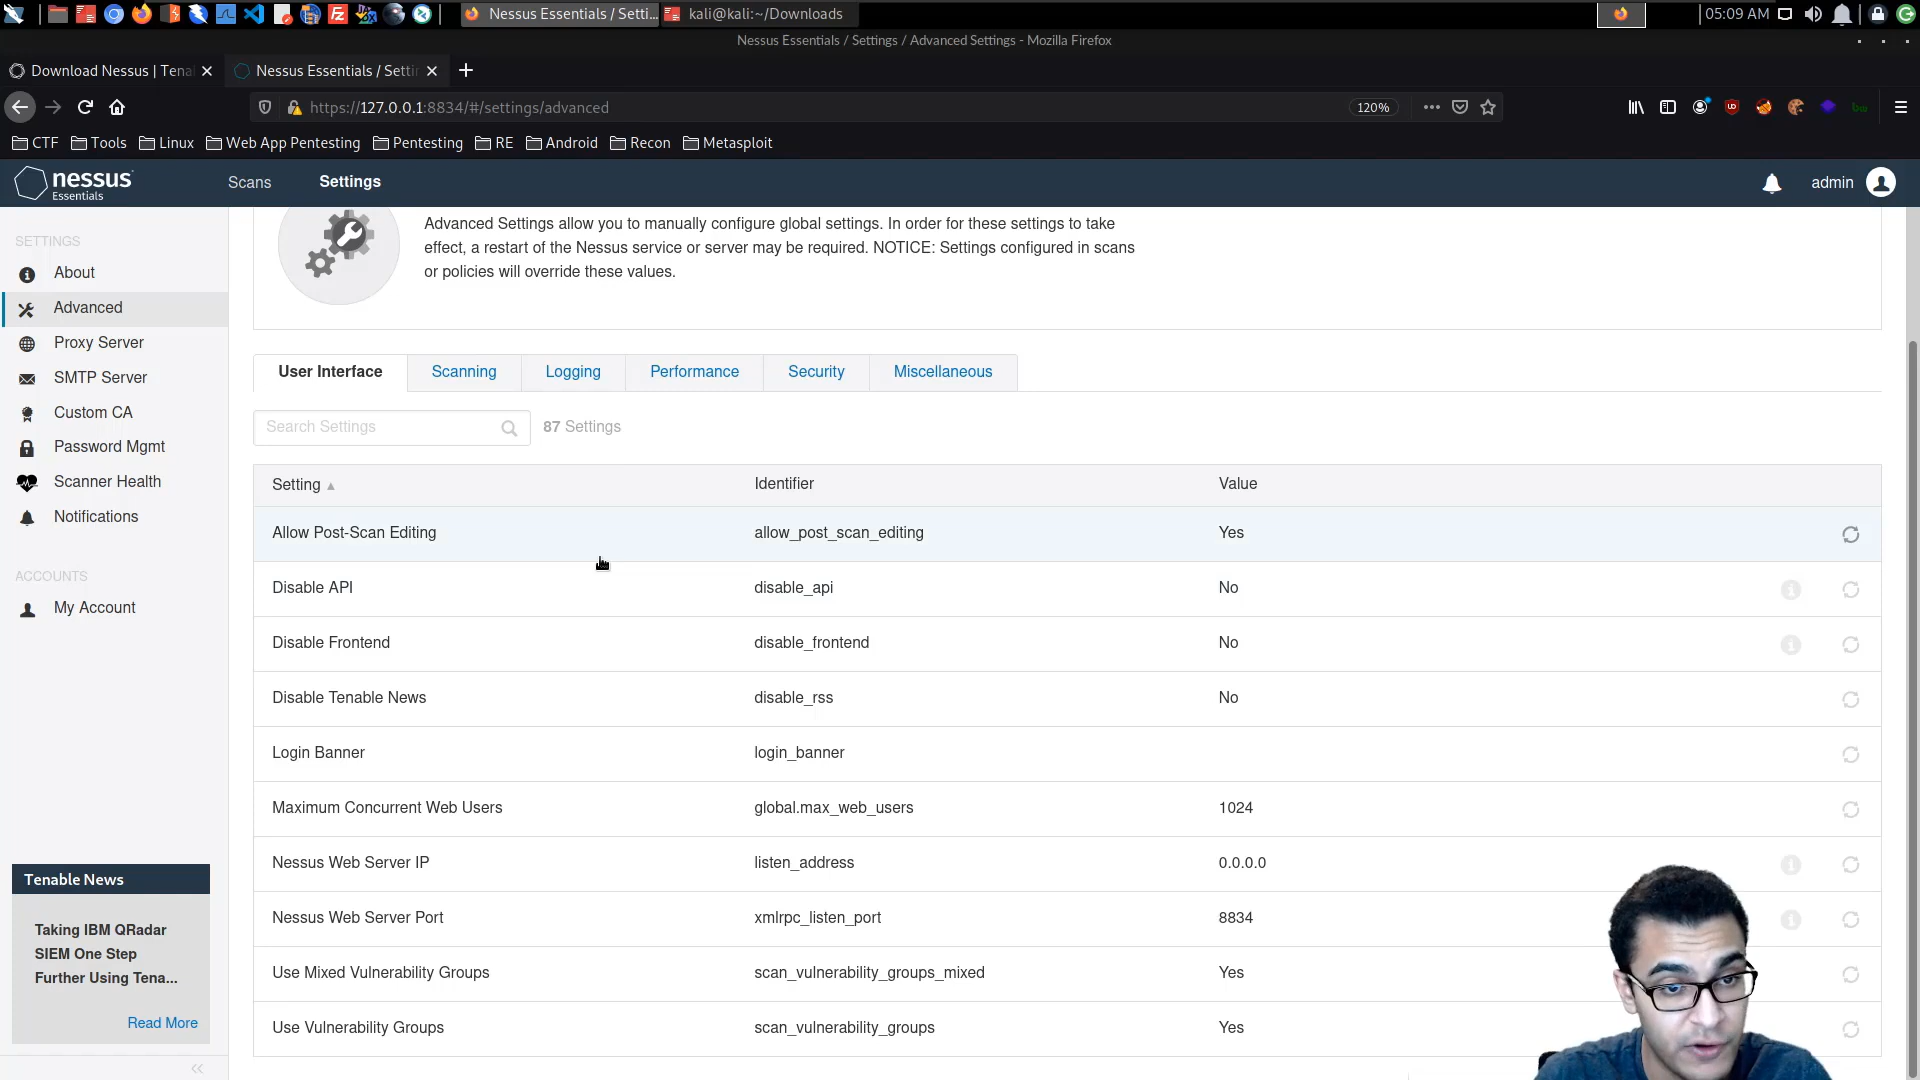 Nessus Essentials / Setti...
kali@kali:~/Downloads
05:09 AM
Nessus Essentials / Settings / Advanced Settings - Mozilla Firefox
Download Nessus | Tena
Nessus Essentials / Setti
https://127.0.0.1:8834/#/settings/advanced
120%
CTF
Tools
Linux
Web App Pentesting
Pentesting
RE
Android
Recon
Metasploit
nessus
Essentials
Scans
Settings
admin
SETTINGS
About
Advanced
Proxy Server
SMTP Server
Custom CA
Password Mgmt
Scanner Health
Notifications
ACCOUNTS
My Account
Tenable News
Taking IBM QRadar
SIEM One Step
Further Using Tena...
Read More
Advanced Settings allow you to manually configure global settings. In order for these settings to take
effect, a restart of the Nessus service or server may be required. NOTICE: Settings configured in scans
or policies will override these values.
User Interface
Scanning
Logging
Performance
Security
Miscellaneous
Search Settings
87 Settings
Setting Identifier Value
Allow Post-Scan Editing allow_post_scan_editing Yes
Disable API disable_api No
Disable Frontend disable_frontend No
Disable Tenable News disable_rss No
Login Banner login_banner
Maximum Concurrent Web Users global.max_web_users 1024
Nessus Web Server IP listen_address 0.0.0.0
Nessus Web Server Port xmlrpc_listen_port 8834
Use Mixed Vulnerability Groups scan_vulnerability_groups_mixed Yes
Use Vulnerability Groups scan_vulnerability_groups Yes